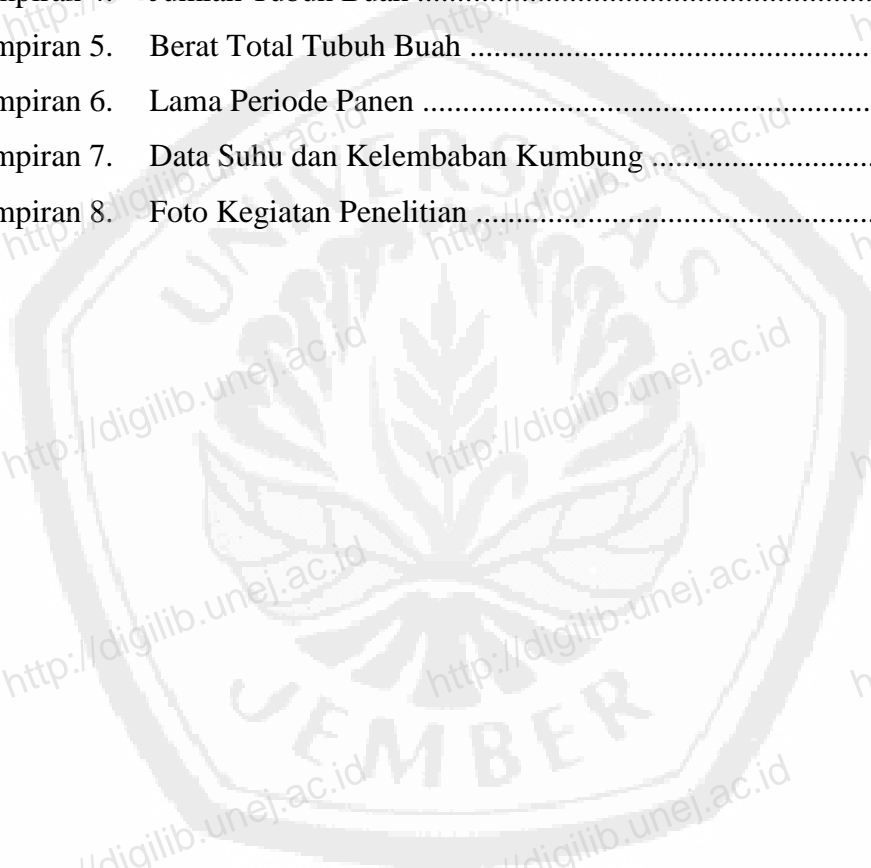 mpiran 4. Jumlah Tubuh Buah ........................................................
mpiran 5. Berat Total Tubuh Buah ..................................................
mpiran 6. Lama Periode Panen ........................................................
mpiran 7. Data Suhu dan Kelembaban Kumbung ...........................
mpiran 8. Foto Kegiatan Penelitian .................................................
UNIVERSITAS
JEMBER
http://digilib.unej.ac.id
http://digilib.unej.ac.id
http://digilib.unej.ac.id
http://digilib.unej.ac.id
http://digilib.unej.ac.id
http://digilib.unej.ac.id
http://digilib.unej.ac.id
http://digilib.unej.ac.id